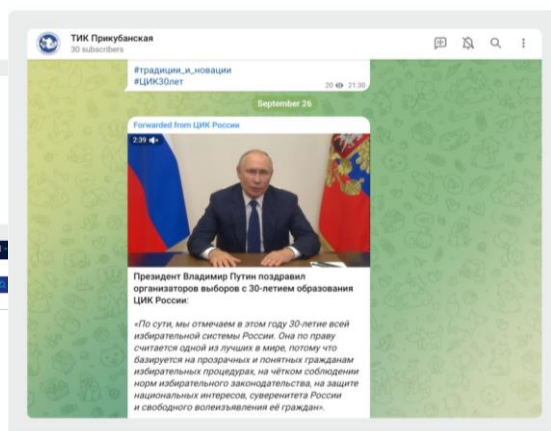 ТИК Прикубанская
30 subscribers
#традиции_и_новации
#ЦИК30лет
20 21:30
September 26
Forwarded from ЦИК России
2:39
Президент Владимир Путин поздравил
организаторов выборов с 30-летием образования
ЦИК России:
«По сути, мы отмечаем в этом году 30-летие всей
избирательной системы России. Она по праву
считается одной из лучших в мире, потому что
базируется на прозрачных и понятных гражданам
избирательных процедурах, на чётком соблюдении
норм избирательного законодательства, на защите
национальных интересов, суверенитета России
и свободного волеизъявления её граждан».